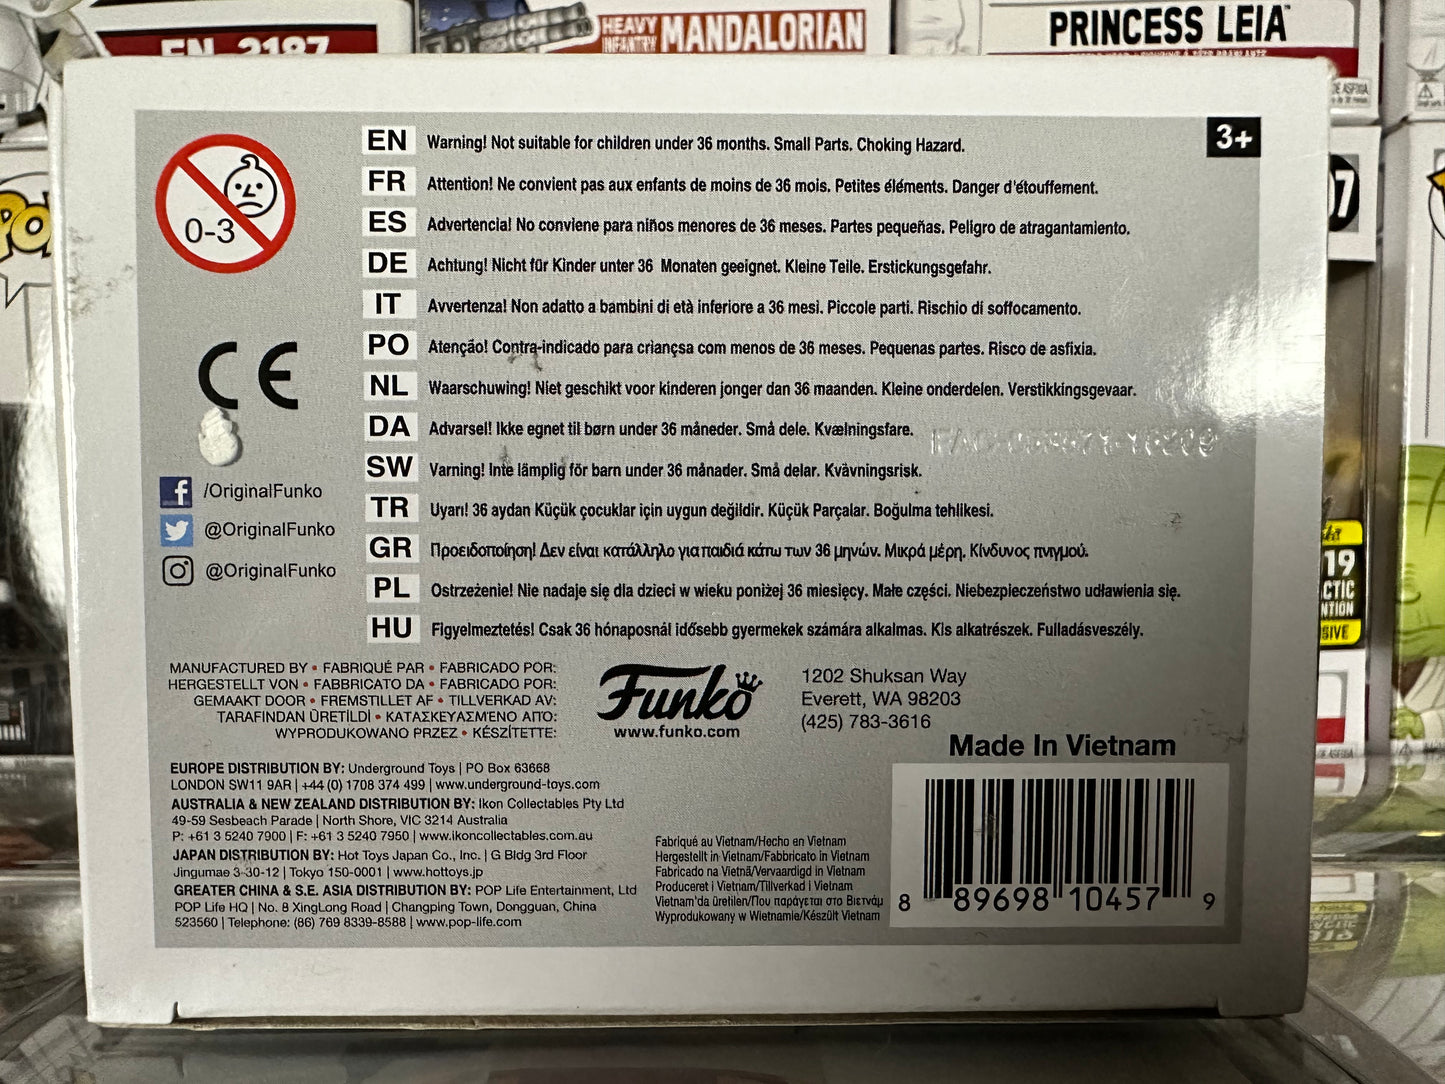 FN-2187
HEAVY
INFANTRY MANDALORIAN
PRINCESS LEIA™
0-3
EN Warning! Not suitable for children under 36 months. Small Parts. Choking Hazard.
3+
FR Attention! Ne convient pas aux enfants de moins de 36 mois. Petites éléments. Danger d'étouffement.
ES Advertencia! No conviene para niños menores de 36 meses. Partes pequeñas. Peligro de atragantamiento.
DE Achtung! Nicht für Kinder unter 36 Monaten geeignet. Kleine Teile. Erstickungsgefahr.
IT Avvertenza! Non adatto a bambini di età inferiore a 36 mesi. Piccole parti. Rischio di soffocamento.
PO Atenção! Contra-indicado para criançsa com menos de 36 meses. Pequenas partes. Risco de asfixia.
NL Waarschuwing! Niet geschikt voor kinderen jonger dan 36 maanden. Kleine onderdelen. Verstikkingsgevaar.
DA Advarsel! Ikke egnet til børn under 36 måneder. Små dele. Kvælningsfare.
SW Varning! Inte lämplig för barn under 36 månader. Små delar. Kvävningsrisk.
TR Uyarı! 36 aydan Küçük çocuklar için uygun değildir. Küçük Parçalar. Boğulma tehlikesi.
GR Προειδοποίηση! Δεν είναι κατάλληλο για παιδιά κάτω των 36 μηνών. Μικρά μέρη. Κίνδυνος πνιγμού.
PL Ostrzeżenie! Nie nadaje się dla dzieci w wieku poniżej 36 miesięcy. Małe części. Niebezpieczeństwo udławienia się.
HU Figyelmeztetés! Csak 36 hónaposnál idősebb gyermekek számára alkalmas. Kis alkatrészek. Fulladásveszély.
CE
/OriginalFunko
@OriginalFunko
@OriginalFunko
MANUFACTURED BY • FABRIQUÉ PAR • FABRICADO POR:
HERGESTELLT VON • FABBRICATO DA • FABRICADO POR:
GEMAAKT DOOR • FREMSTILLET AF • TILLVERKAD AV:
TARAFINDAN ÜRETİLDİ • ΚΑΤΑΣΚΕΥΑΣΜΈΝΟ ΑΠΌ:
WYPRODUKOWANO PRZEZ • KÉSZÍTETTE:
Funko
www.funko.com
1202 Shuksan Way
Everett, WA 98203
(425) 783-3616
Made In Vietnam
EUROPE DISTRIBUTION BY: Underground Toys | PO Box 63668
LONDON SW11 9AR | +44 (0) 1708 374 499 | www.underground-toys.com
AUSTRALIA & NEW ZEALAND DISTRIBUTION BY: Ikon Collectables Pty Ltd
49-59 Sesbeach Parade | North Shore, VIC 3214 Australia
P: +61 3 5240 7900 | F: +61 3 5240 7950 | www.ikoncollectables.com.au
JAPAN DISTRIBUTION BY: Hot Toys Japan Co., Inc. | G Bldg 3rd Floor
Jingumae 3-30-12 | Tokyo 150-0001 | www.hottoys.jp
GREATER CHINA & S.E. ASIA DISTRIBUTION BY: POP Life Entertainment, Ltd
POP Life HQ | No. 8 XingLong Road | Changping Town, Dongguan, China
523560 | Telephone: (86) 769 8339-8588 | www.pop-life.com
Fabriqué au Vietnam/Hecho en Vietnam
Hergestellt in Vietnam/Fabbricato in Vietnam
Fabricado na Vietnã/Vervaardigd in Vietnam
Produceret i Vietnam/Tillverkad i Vietnam
Vietnam'da üretilen/Που παράγεται στο Βιετνάμ
Wyprodukowany w Wietnamie/Készült Vietnam
8 89698 10457 9
19